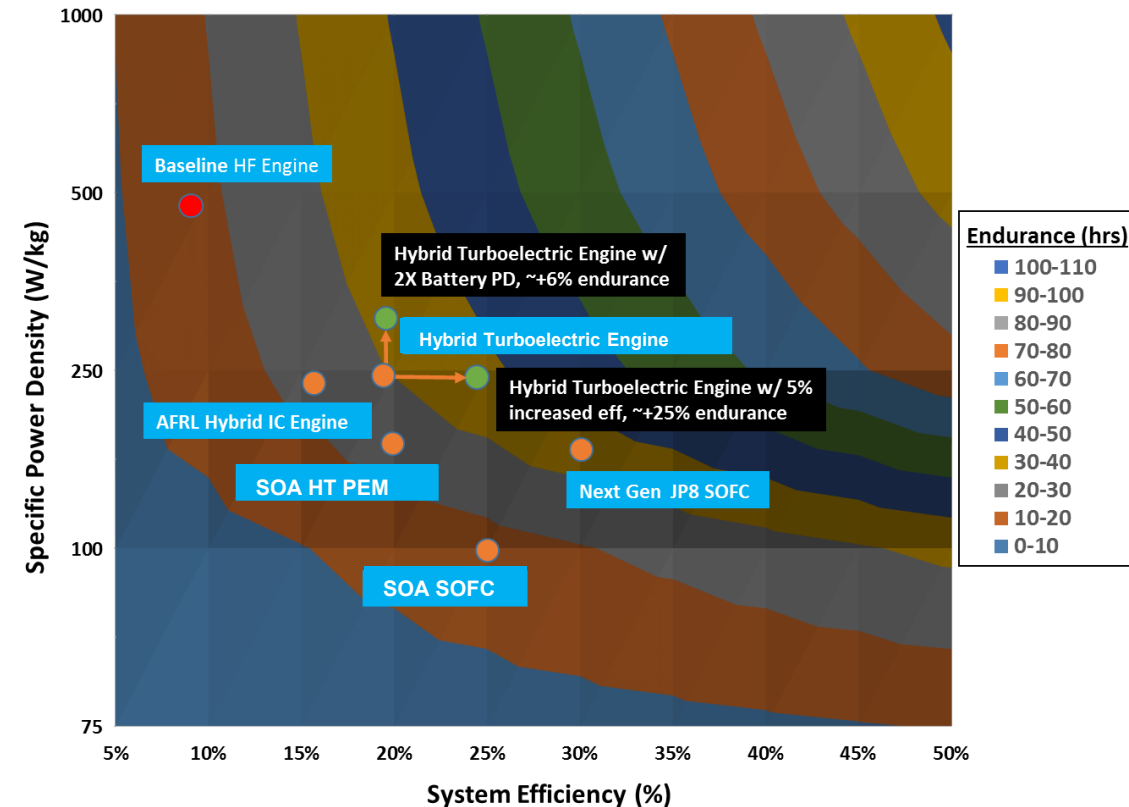 1000
500
250
100
75
Specific Power Density (W/kg)
Baseline HF Engine
Hybrid Turboelectric Engine w/
2X Battery PD, ~+6% endurance
Hybrid Turboelectric Engine
Hybrid Turboelectric Engine w/ 5%
increased eff, ~+25% endurance
AFRL Hybrid IC Engine
SOA HT PEM
Next Gen JP8 SOFC
SOA SOFC
5%
10%
15%
20%
25%
30%
35%
40%
45%
50%
System Efficiency (%)
Endurance (hrs)
100-110
90-100
80-90
70-80
60-70
50-60
40-50
30-40
20-30
10-20
0-10